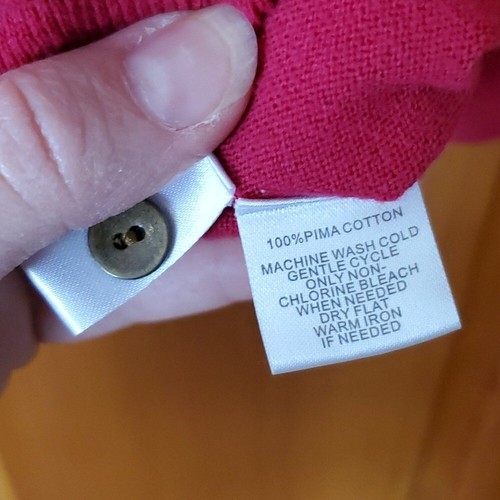 100%PIMA COTTON
MACHINE WASH COLD
GENTLE CYCLE
ONLY NON-
CHLORINE BLEACH
WHEN NEEDED
DRY FLAT
WARM IRON
IF NEEDED